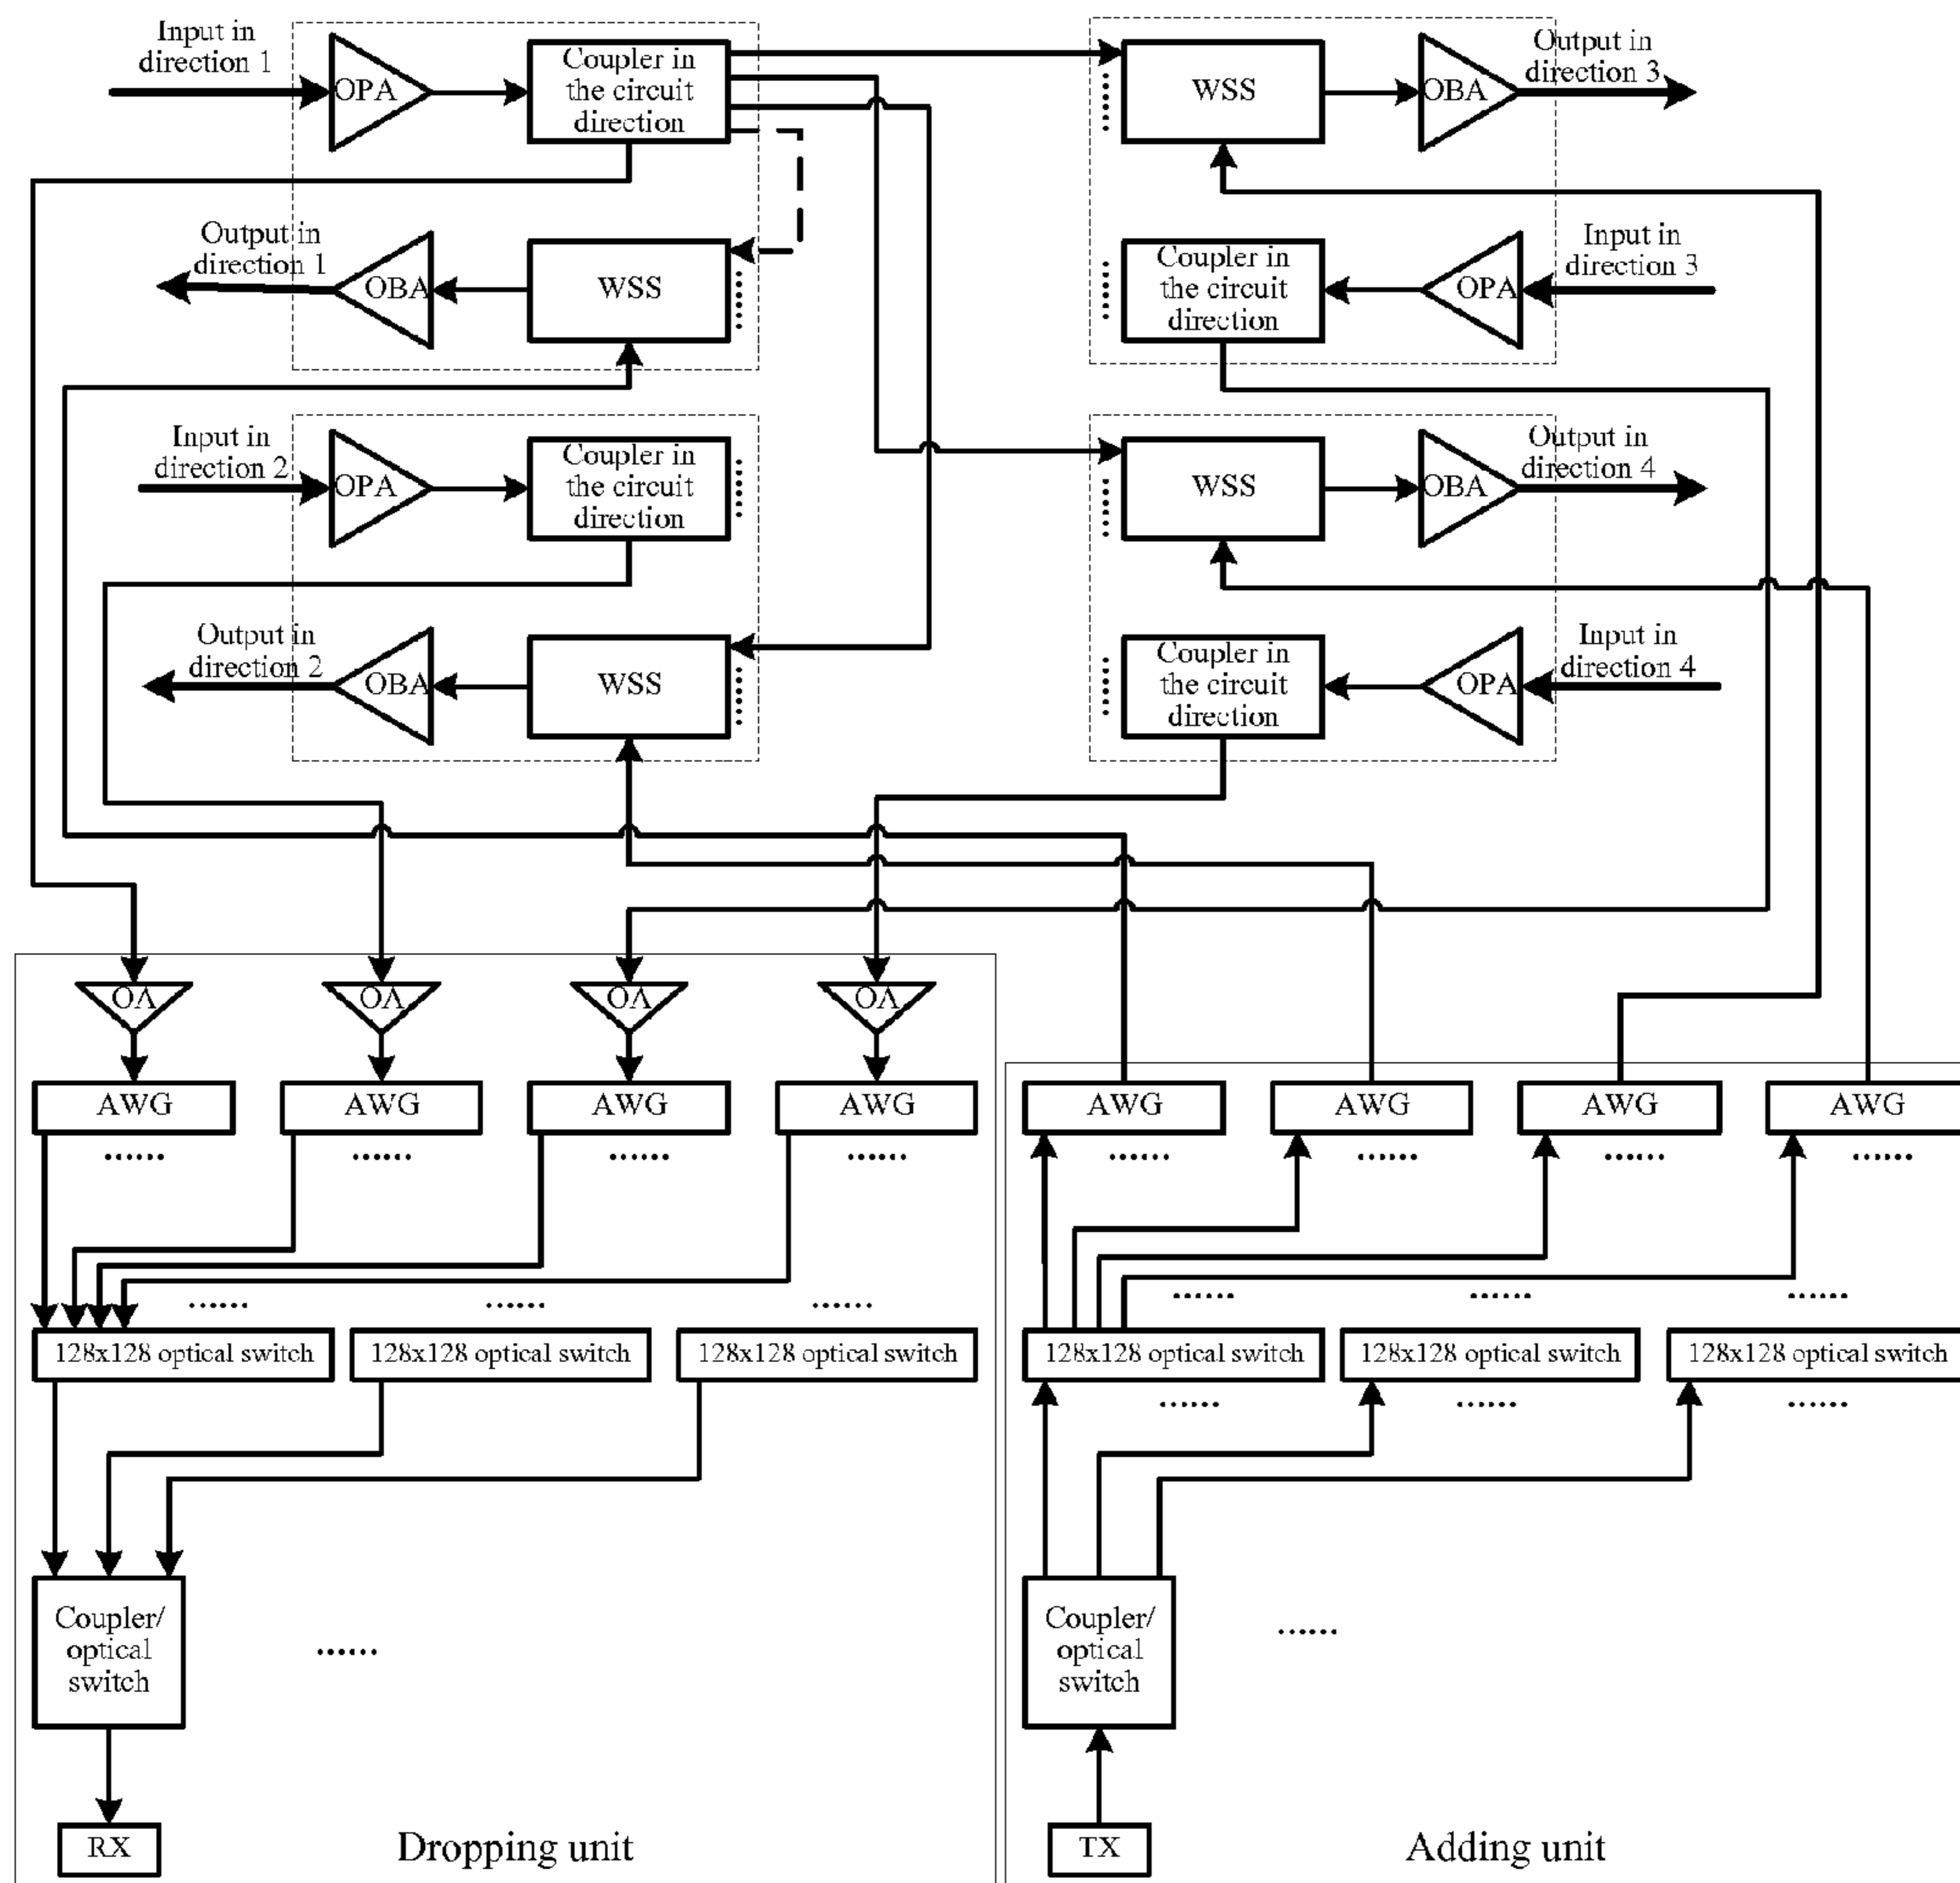 Input in
direction 1
OPA
Coupler in
the circuit
direction
WSS
OBA
Output in
direction 3
Output in
direction 1
OBA
WSS
Coupler in
the circuit
direction
OPA
Input in
direction 3
Input in
direction 2
OPA
Coupler in
the circuit
direction
WSS
OBA
Output in
direction 4
Output in
direction 2
OBA
WSS
Coupler in
the circuit
direction
OPA
Input in
direction 4
OA
OA
OA
OA
AWG
AWG
AWG
AWG
AWG
AWG
AWG
AWG
128x128 optical switch
128x128 optical switch
128x128 optical switch
128x128 optical switch
128x128 optical switch
128x128 optical switch
Coupler/
optical
switch
Coupler/
optical
switch
RX
Dropping unit
TX
Adding unit